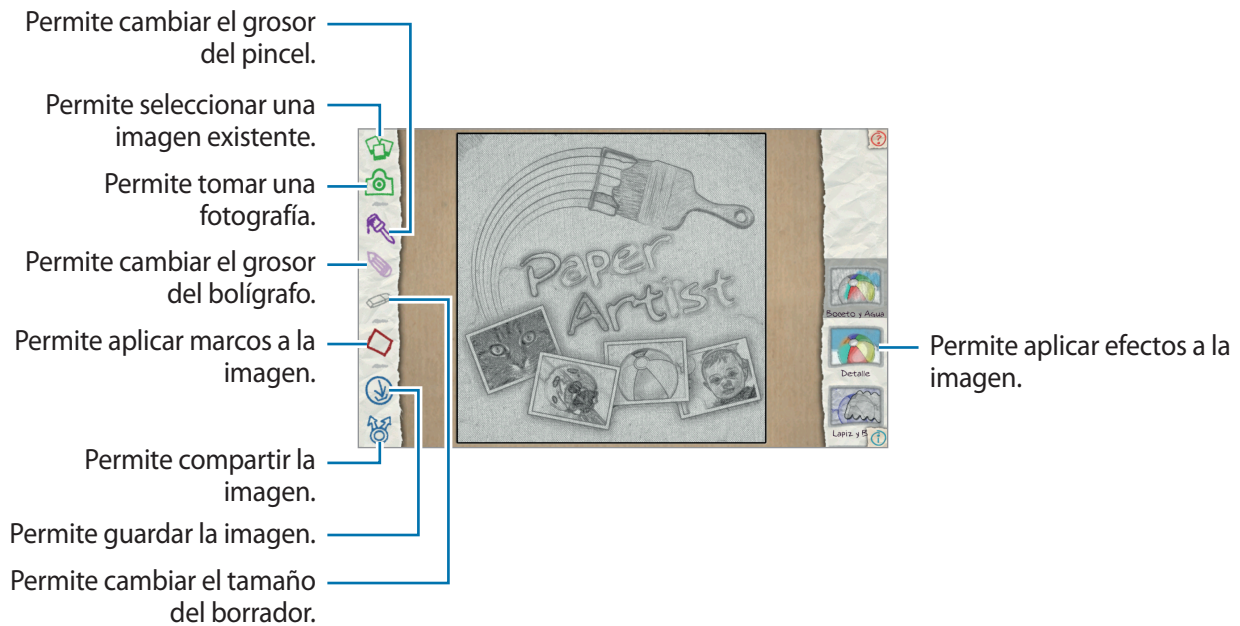 Permite cambiar el grosor
del pincel.
Permite seleccionar una
imagen existente.
Permite tomar una
fotografía.
Permite cambiar el grosor
del bolígrafo.
Permite aplicar marcos a la
imagen.
Permite compartir la
imagen.
Permite guardar la imagen.
Permite cambiar el tamaño
del borrador.
Paper
Artist
?
Boceto y Agua
Detalle
Lapiz y B
i
Permite aplicar efectos a la
imagen.